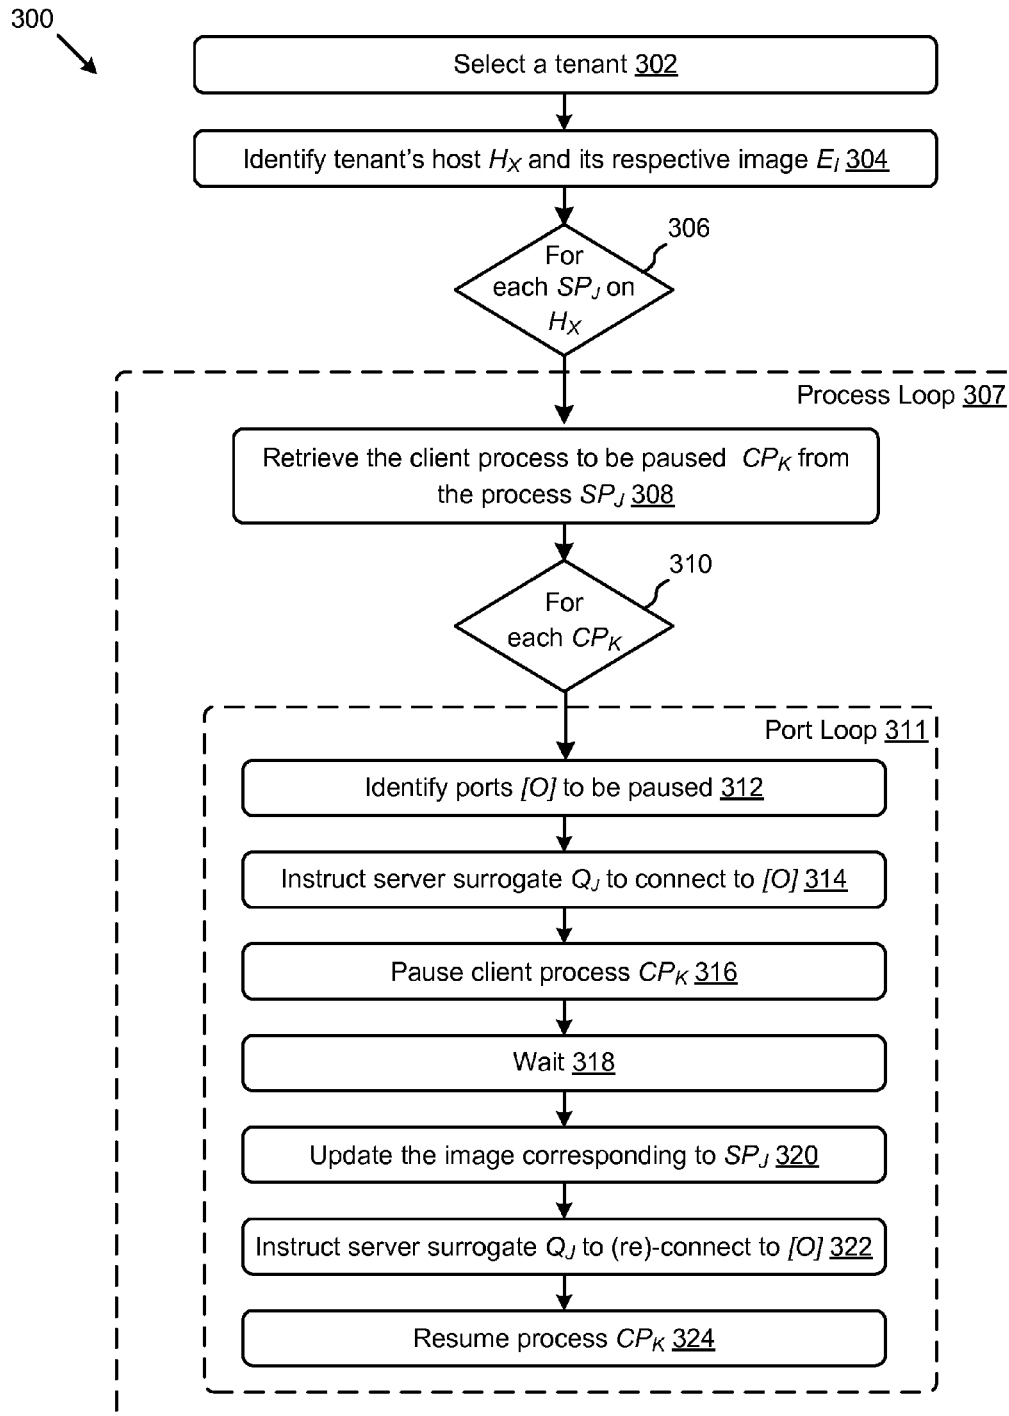 300
Select a tenant 302
Identify tenant's host HX and its respective image EI 304
306
For
each SPJ on
HX
Process Loop 307
Retrieve the client process to be paused CPK from
the process SPJ 308
310
For
each CPK
Port Loop 311
Identify ports [O] to be paused 312
Instruct server surrogate QJ to connect to [O] 314
Pause client process CPK 316
Wait 318
Update the image corresponding to SPJ 320
Instruct server surrogate QJ to (re)-connect to [O] 322
Resume process CPK 324